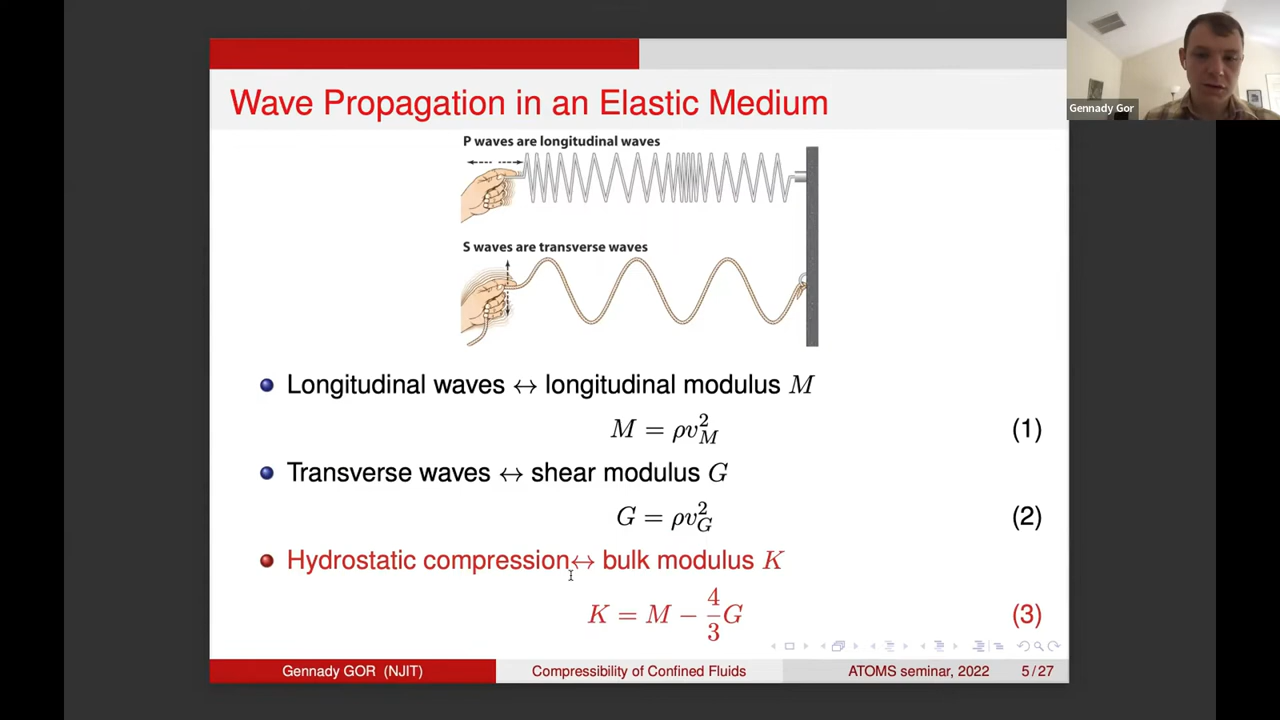 Wave Propagation in an Elastic Medium
Gennady Gor
P waves are longitudinal waves
S waves are transverse waves
Longitudinal waves ↔ longitudinal modulus M
M = ρv²_M (1)
Transverse waves ↔ shear modulus G
G = ρv²_G (2)
Hydrostatic compression↔ bulk modulus K
K = M − 4/3 G (3)
Gennady GOR (NJIT) Compressibility of Confined Fluids ATOMS seminar, 2022 5/27